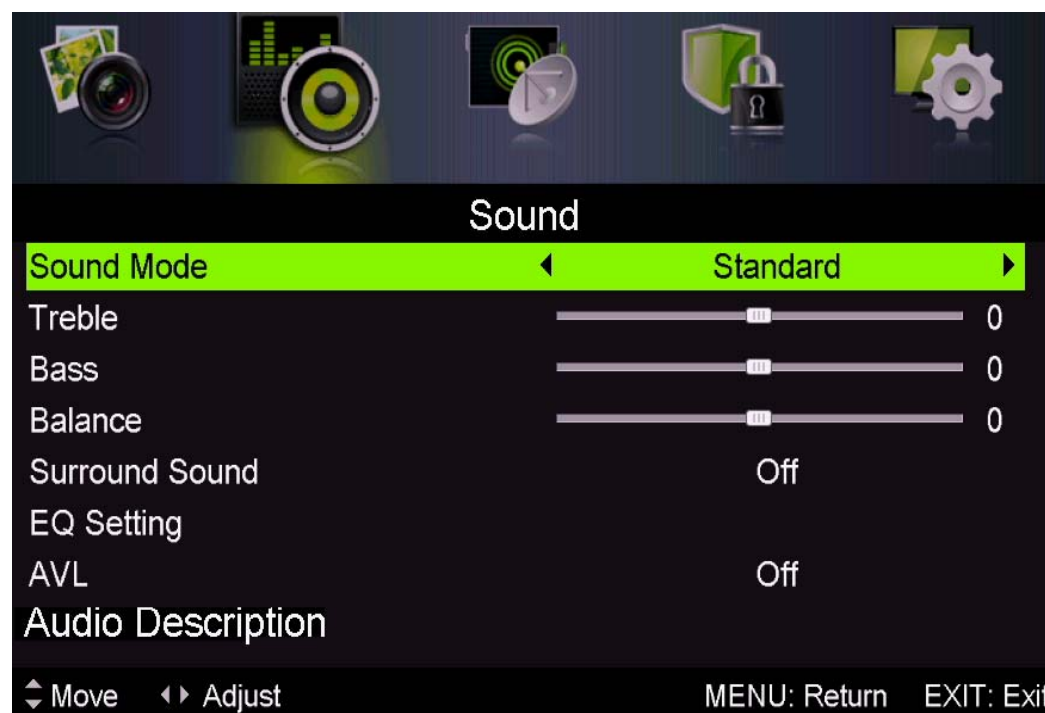 Sound
Sound Mode Standard
Treble 0
Bass 0
Balance 0
Surround Sound Off
EQ Setting
AVL Off
Audio Description
Move Adjust MENU: Return EXIT: Exit